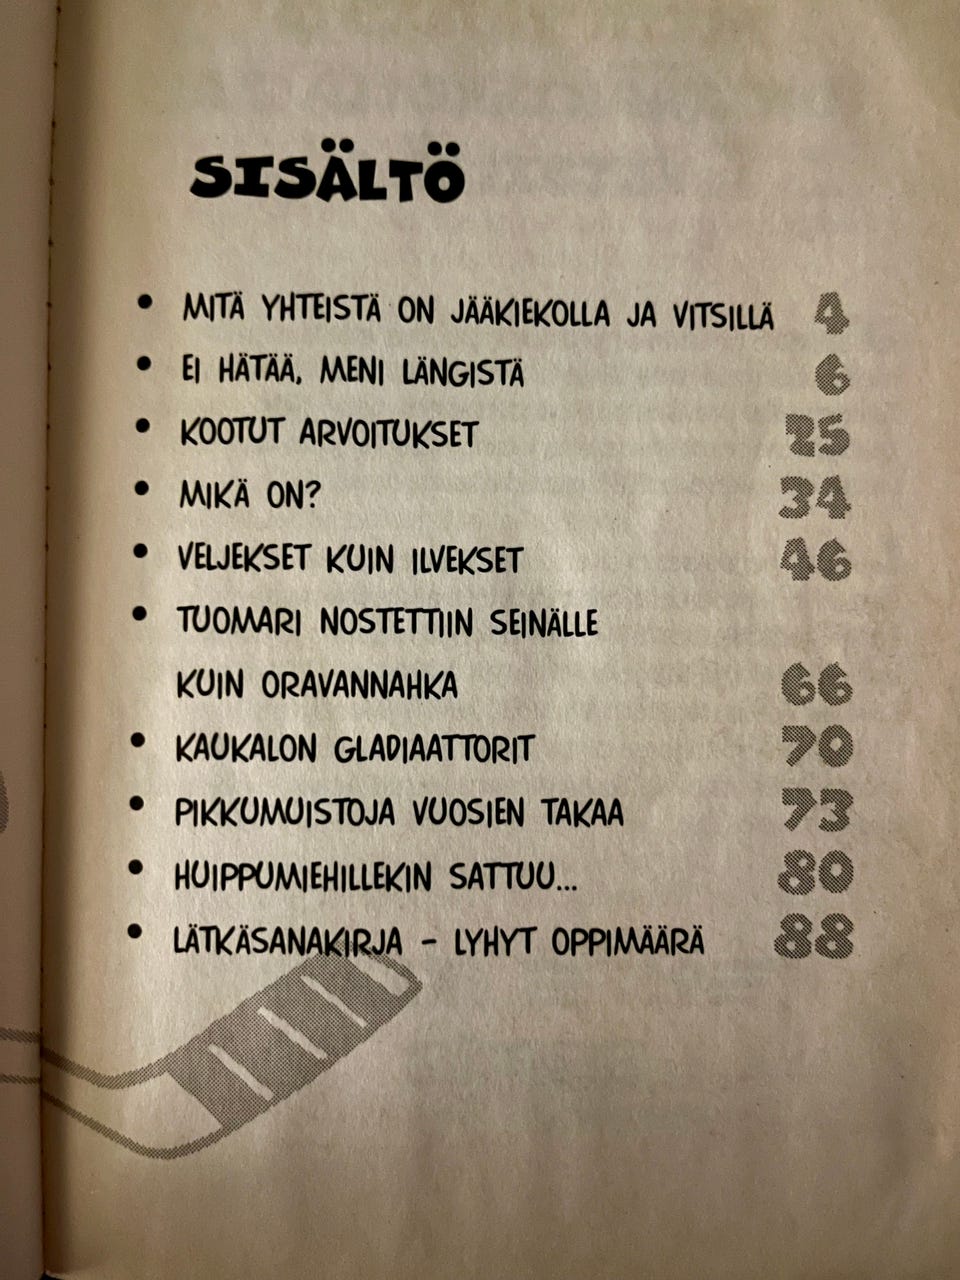 SISÄLTÖ
• MITÄ YHTEISTÄ ON JÄÄKIEKOLLA JA VITSILLÄ 4
• EI HÄTÄÄ, MENI LÄNGISTÄ 6
• KOOTUT ARVOITUKSET 25
• MIKÄ ON? 34
• VELJEKSET KUIN ILVEKSET 46
• TUOMARI NOSTETTIIN SEINÄLLE
KUIN ORAVANNAHKA 66
• KAUKALON GLADIAATTORIT 70
• PIKKUMUISTOJA VUOSIEN TAKAA 73
• HUIPPUMIEHILLEKIN SATTUU... 80
• LÄTKÄSANAKIRJA - LYHYT OPPIMÄÄRÄ 88